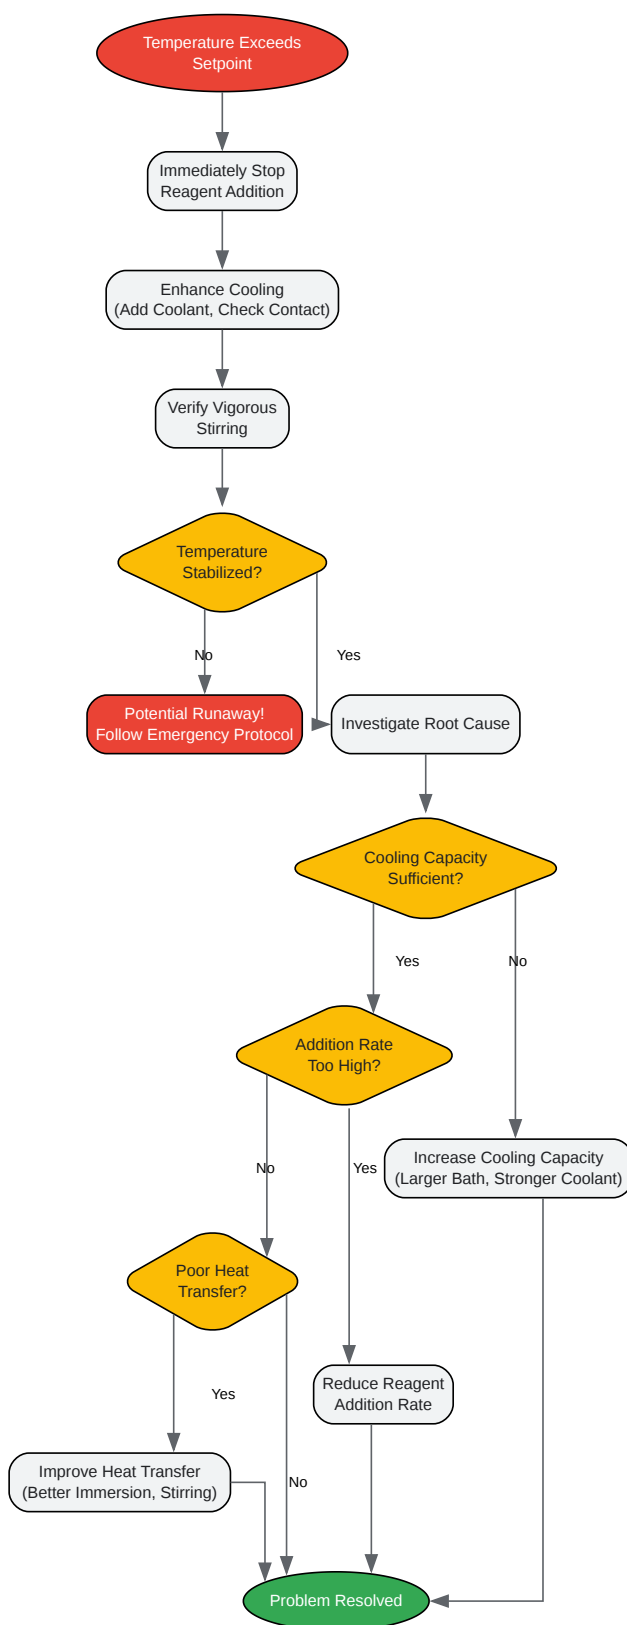 Temperature Exceeds
Setpoint
Immediately Stop
Reagent Addition
Enhance Cooling
(Add Coolant, Check Contact)
Verify Vigorous
Stirring
Temperature
Stabilized?
No
Yes
Potential Runaway!
Follow Emergency Protocol
Investigate Root Cause
Cooling Capacity
Sufficient?
Yes
No
Addition Rate
Too High?
No
Yes
Increase Cooling Capacity
(Larger Bath, Stronger Coolant)
Poor Heat
Transfer?
Reduce Reagent
Addition Rate
Yes
No
Improve Heat Transfer
(Better Immersion, Stirring)
Problem Resolved